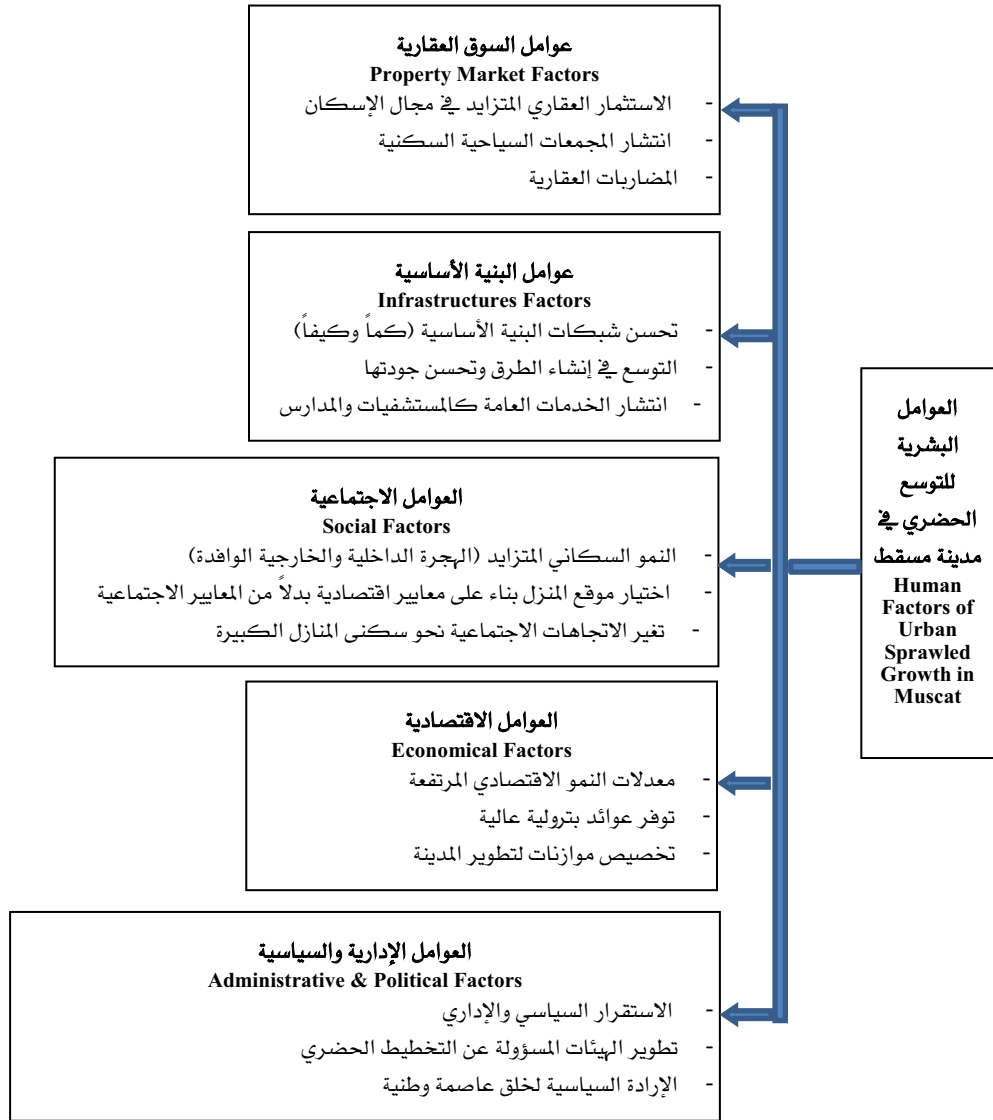 عوامل السوق العقارية
Property Market Factors
- الاستثمار العقاري المتزايد في مجال الإسكان
- انتشار المجمعات السياحية السكنية
- المضاربات العقارية
عوامل البنية الأساسية
Infrastructures Factors
- تحسن شبكات البنية الأساسية (كماً وكيفاً)
- التوسع في إنشاء الطرق وتحسن جودتها
- انتشار الخدمات العامة كالمستشفيات والمدارس
العوامل الاجتماعية
Social Factors
- النمو السكاني المتزايد (الهجرة الداخلية والخارجية الوافدة)
- اختيار موقع المنزل بناء على معايير اقتصادية بدلاً من المعايير الاجتماعية
- تغير الاتجاهات الاجتماعية نحو سكنى المنازل الكبيرة
العوامل الاقتصادية
Economical Factors
- معدلات النمو الاقتصادي المرتفعة
- توفر عوائد بترولية عالية
- تخصيص موازنات لتطوير المدينة
العوامل الإدارية والسياسية
Administrative & Political Factors
- الاستقرار السياسي والإداري
- تطوير الهيئات المسؤولة عن التخطيط الحضري
- الإرادة السياسية لخلق عاصمة وطنية
العوامل
البشرية
للتوسع
الحضري في
مدينة مسقط
Human
Factors of
Urban
Sprawled
Growth in
Muscat